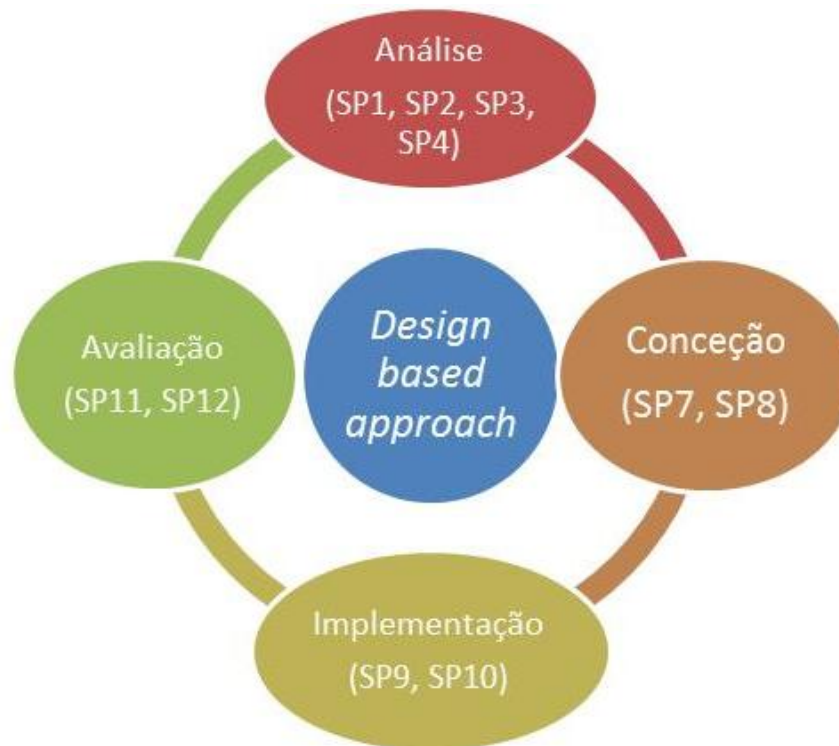 Análise
(SP1, SP2, SP3,
SP4)
Avaliação
(SP11, SP12)
Design
based
approach
Conceção
(SP7, SP8)
Implementação
(SP9, SP10)